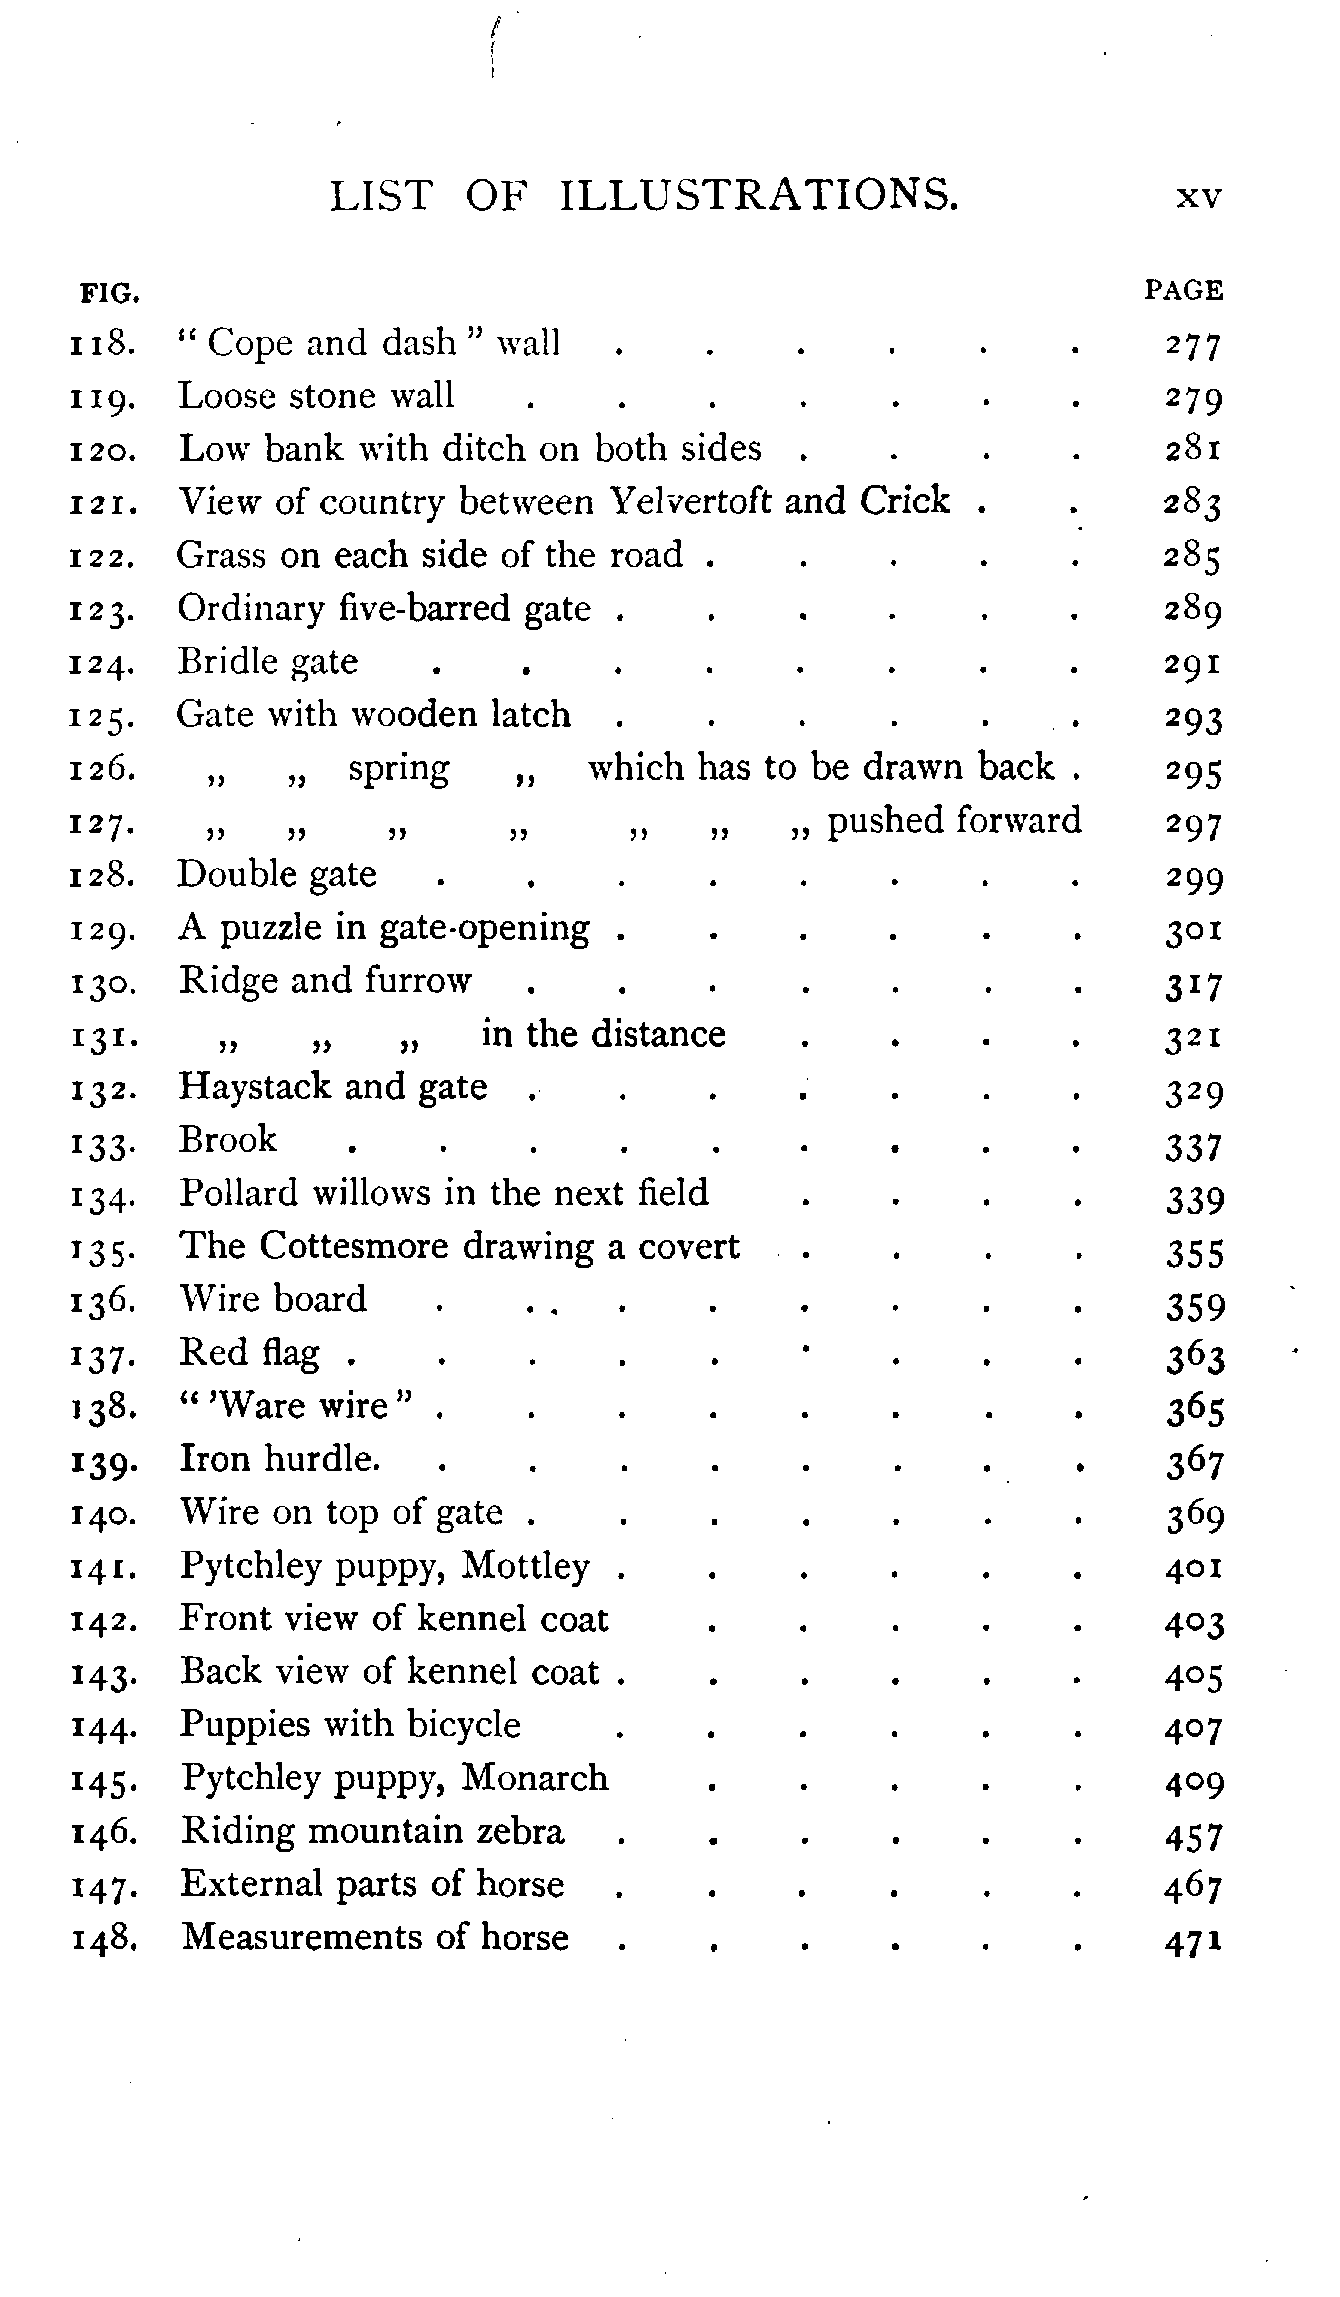 LIST OF ILLUSTRATIONS. xv
FIG. PAGE
118. “ Cope and dash ” wall . . . . . . 277
119. Loose stone wall . . . . . . . 279
120. Low bank with ditch on both sides . . . . 281
121. View of country between Yelvertoft and Crick . . 283
122. Grass on each side of the road . . . . . 285
123. Ordinary five-barred gate . . . . . . 289
124. Bridle gate . . . . . . . . 291
125. Gate with wooden latch . . . . . . 293
126. „ „ spring „ which has to be drawn back . 295
127. „ „ „ „ „ „ „ pushed forward 297
128. Double gate . . . . . . . . 299
129. A puzzle in gate-opening . . . . . . 301
130. Ridge and furrow . . . . . . . 317
131. „ „ „ in the distance . . . . 321
132. Haystack and gate . . . . . . . 329
133. Brook . . . . . . . . . 337
134. Pollard willows in the next field . . . . 339
135. The Cottesmore drawing a covert . . . . 355
136. Wire board . . . . . . . . 359
137. Red flag . . . . . . . . . 363
138. “ ’Ware wire ” . . . . . . . . 365
139. Iron hurdle. . . . . . . . . 367
140. Wire on top of gate . . . . . . . 369
141. Pytchley puppy, Mottley . . . . . . 401
142. Front view of kennel coat . . . . . 403
143. Back view of kennel coat . . . . . . 405
144. Puppies with bicycle . . . . . . 407
145. Pytchley puppy, Monarch . . . . . 409
146. Riding mountain zebra . . . . . . 457
147. External parts of horse . . . . . . 467
148. Measurements of horse . . . . . . 471